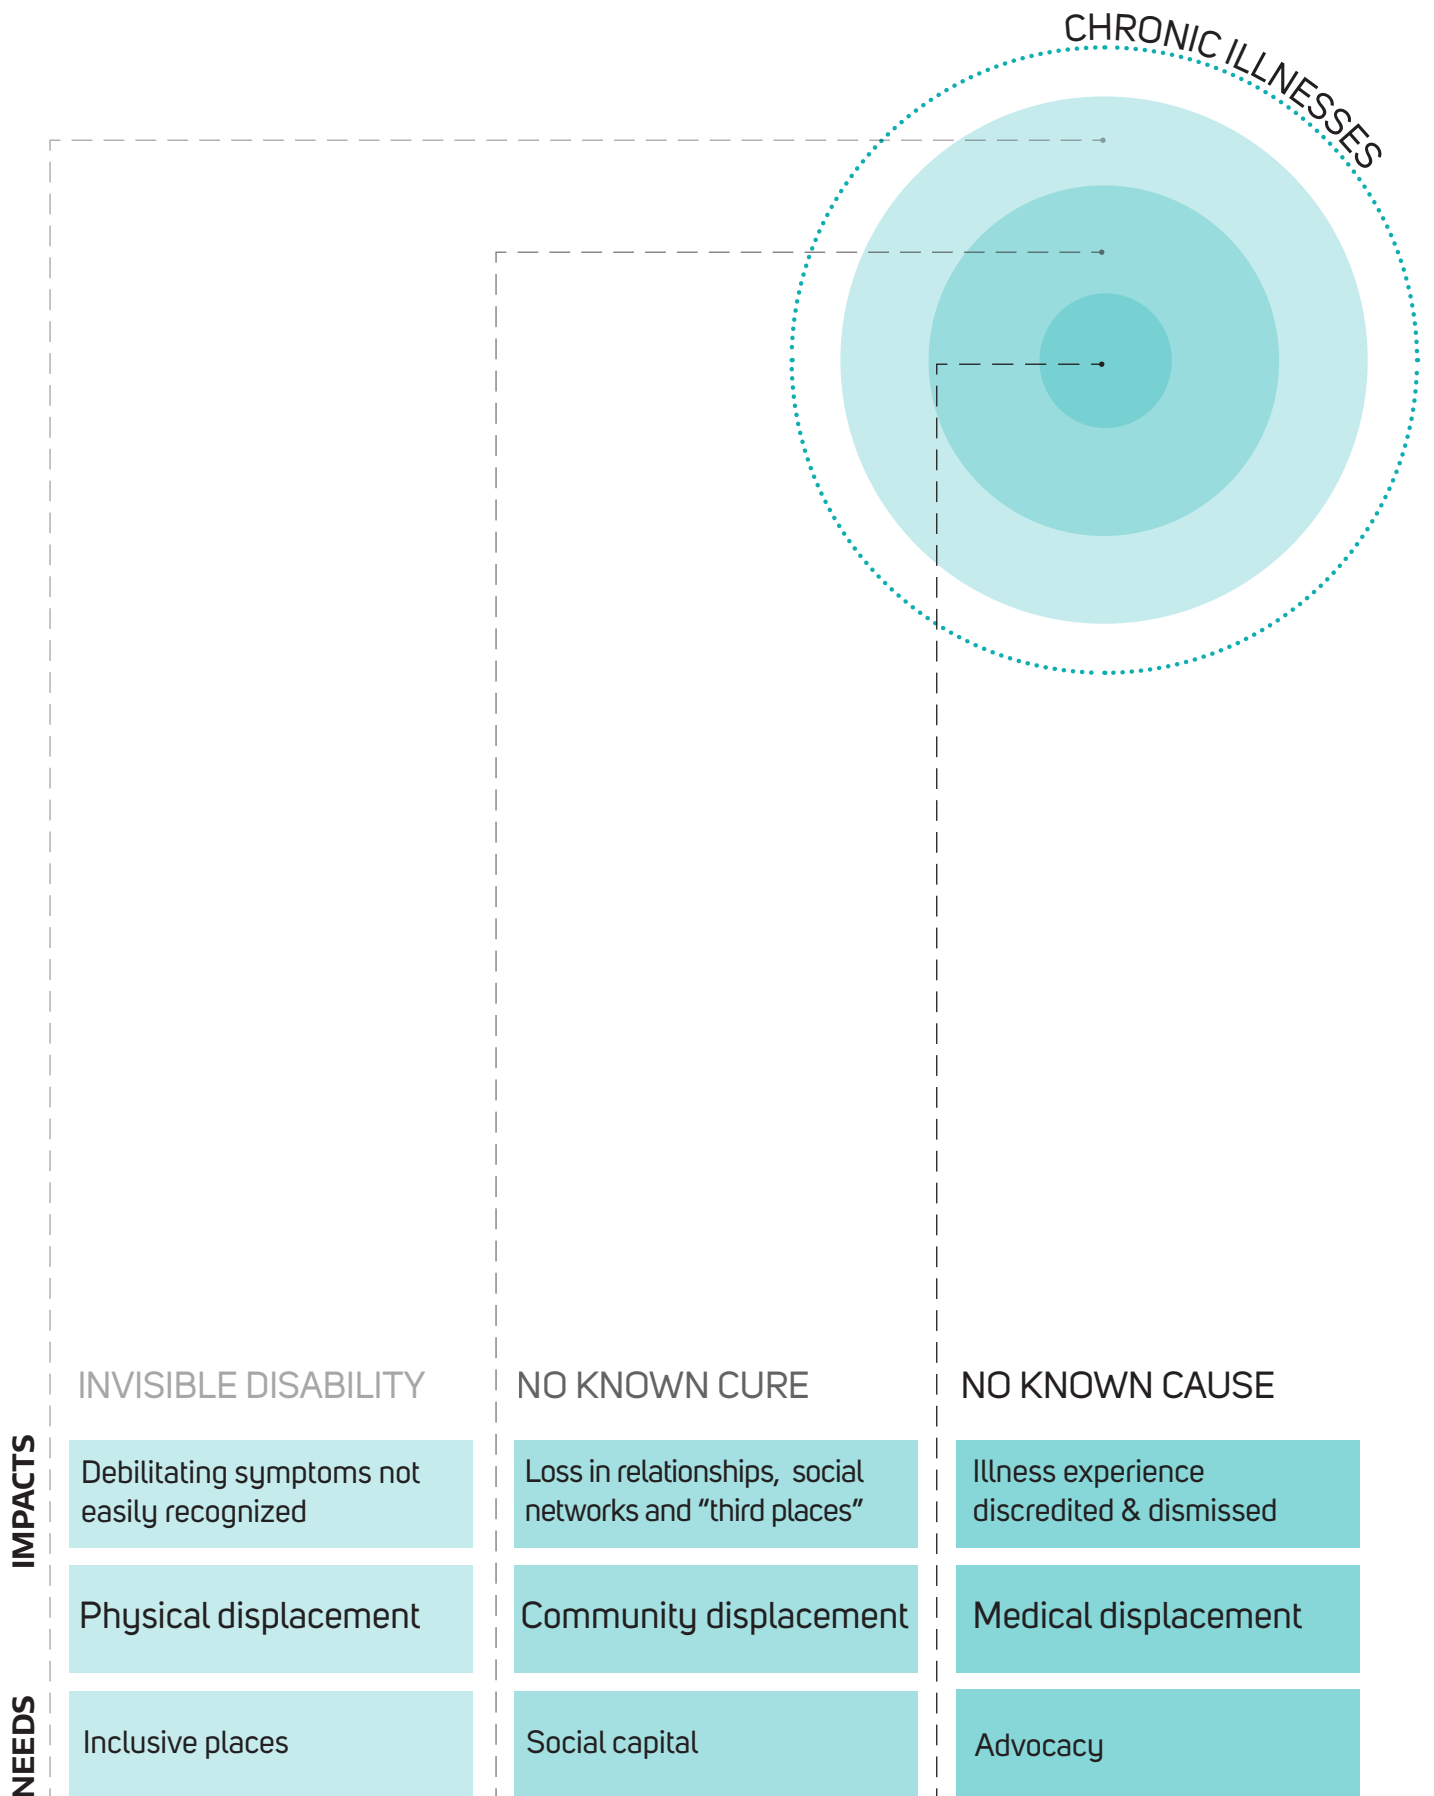 CHRONIC ILLNESSES
INVISIBLE DISABILITY
NO KNOWN CURE
NO KNOWN CAUSE
IMPACTS
Debilitating symptoms not
easily recognized
Loss in relationships, social
networks and “third places”
Illness experience
discredited & dismissed
Physical displacement
Community displacement
Medical displacement
NEEDS
Inclusive places
Social capital
Advocacy